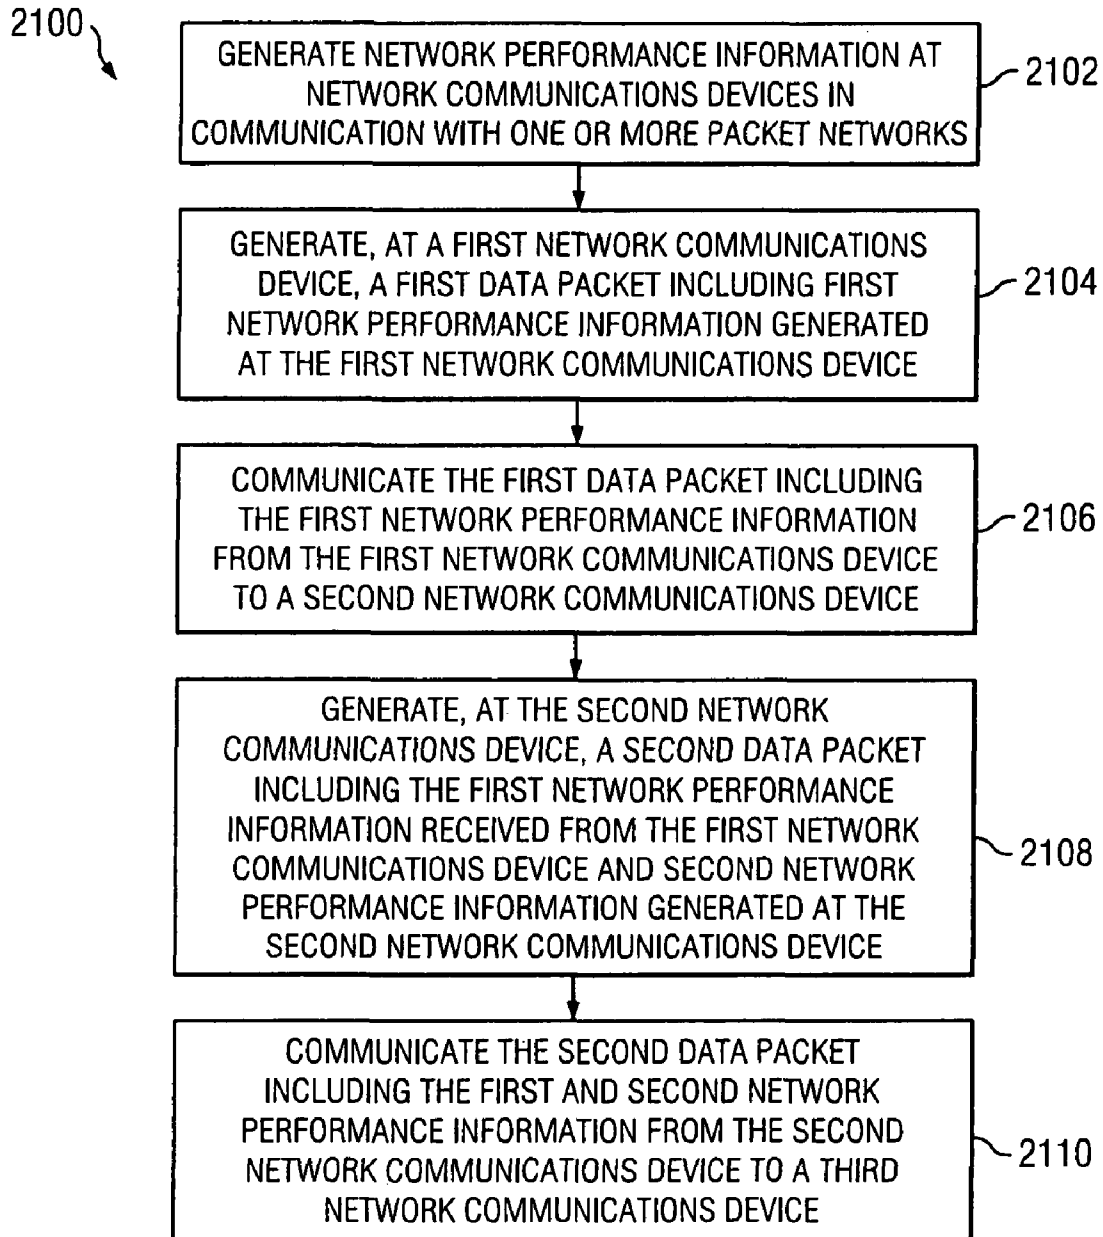 2100
GENERATE NETWORK PERFORMANCE INFORMATION AT
NETWORK COMMUNICATIONS DEVICES IN
COMMUNICATION WITH ONE OR MORE PACKET NETWORKS
2102
GENERATE, AT A FIRST NETWORK COMMUNICATIONS
DEVICE, A FIRST DATA PACKET INCLUDING FIRST
NETWORK PERFORMANCE INFORMATION GENERATED
AT THE FIRST NETWORK COMMUNICATIONS DEVICE
2104
COMMUNICATE THE FIRST DATA PACKET INCLUDING
THE FIRST NETWORK PERFORMANCE INFORMATION
FROM THE FIRST NETWORK COMMUNICATIONS DEVICE
TO A SECOND NETWORK COMMUNICATIONS DEVICE
2106
GENERATE, AT THE SECOND NETWORK
COMMUNICATIONS DEVICE, A SECOND DATA PACKET
INCLUDING THE FIRST NETWORK PERFORMANCE
INFORMATION RECEIVED FROM THE FIRST NETWORK
COMMUNICATIONS DEVICE AND SECOND NETWORK
PERFORMANCE INFORMATION GENERATED AT THE
SECOND NETWORK COMMUNICATIONS DEVICE
2108
COMMUNICATE THE SECOND DATA PACKET
INCLUDING THE FIRST AND SECOND NETWORK
PERFORMANCE INFORMATION FROM THE SECOND
NETWORK COMMUNICATIONS DEVICE TO A THIRD
NETWORK COMMUNICATIONS DEVICE
2110